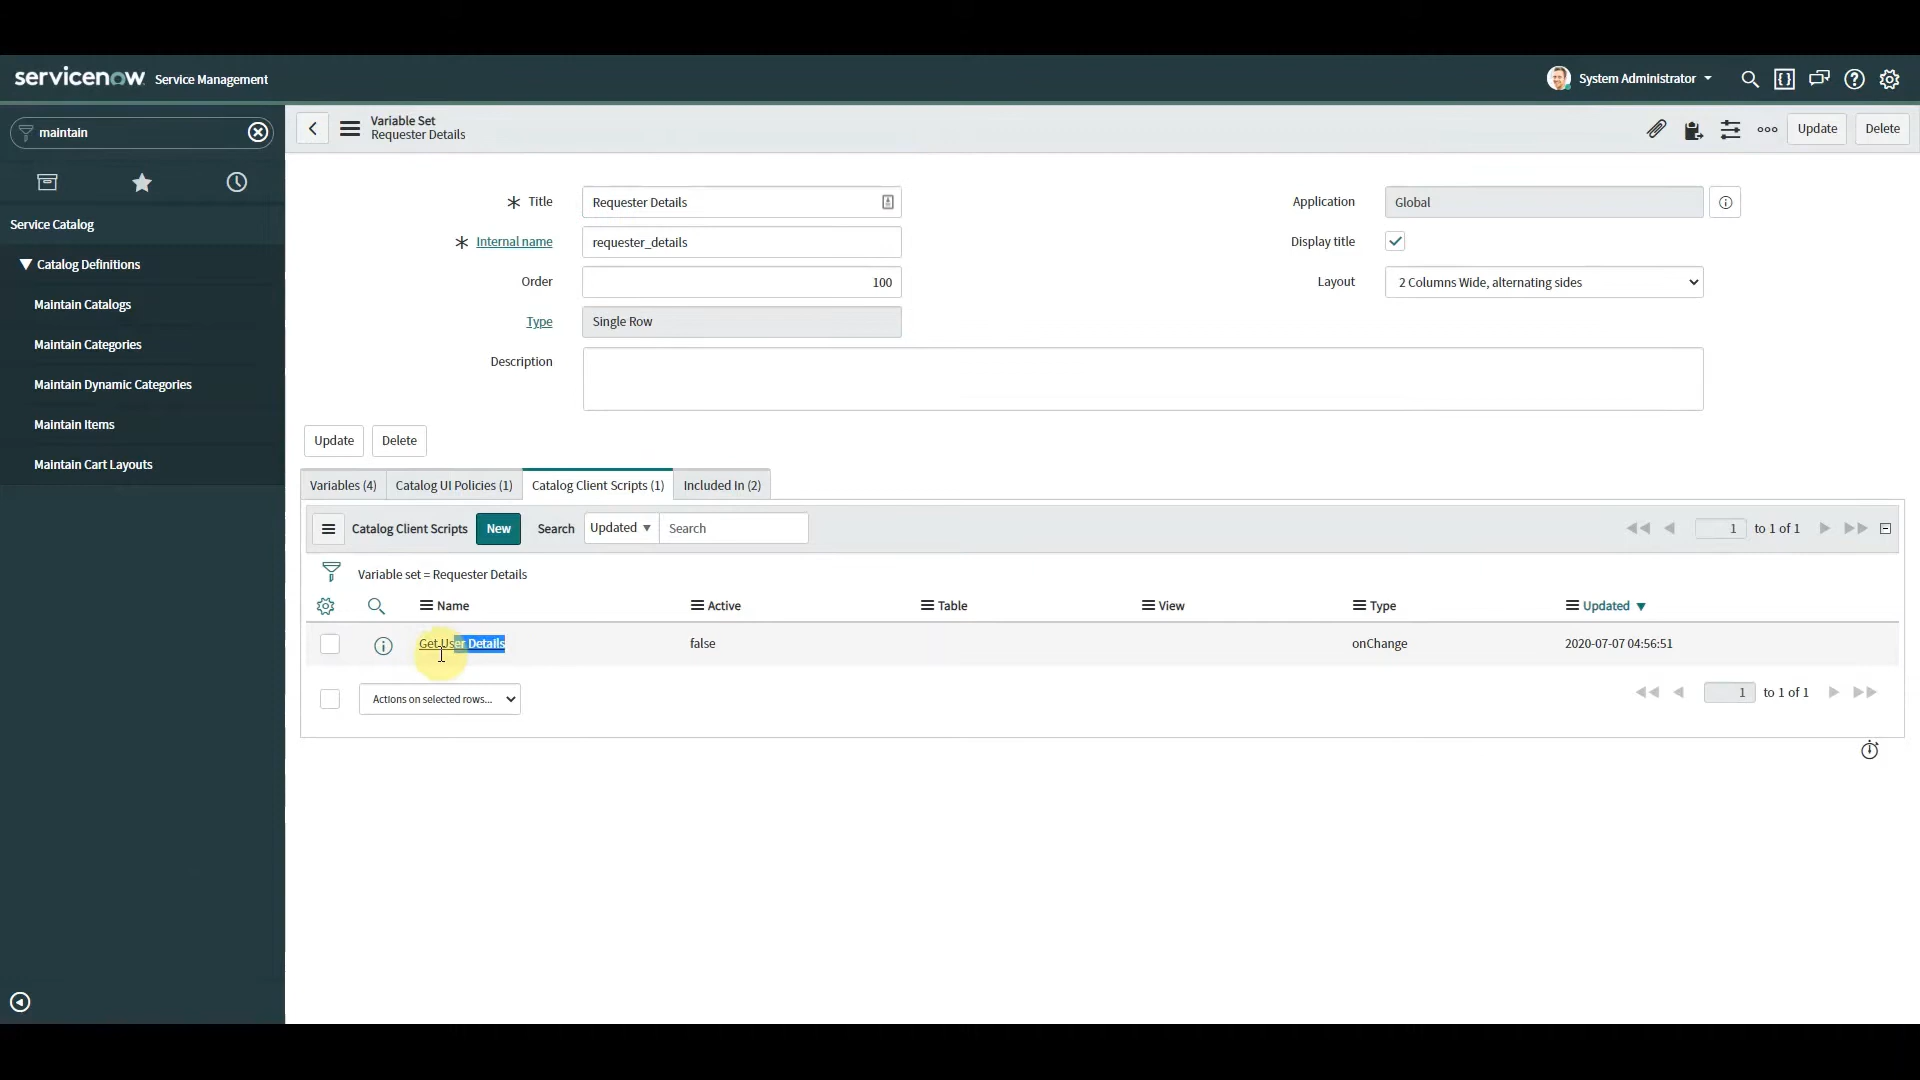 servicenow Service Management
System Administrator
maintain
Service Catalog
Catalog Definitions
Maintain Catalogs
Maintain Categories
Maintain Dynamic Categories
Maintain Items
Maintain Cart Layouts
Variable Set
Requester Details
Update Delete
Title Requester Details
Application Global
Internal name requester_details
Display title
Order 100
Layout 2 Columns Wide, alternating sides
Type Single Row
Description
Update Delete
Variables (4) Catalog UI Policies (1) Catalog Client Scripts (1) Included In (2)
Catalog Client Scripts New Search Updated Search 1 to 1 of 1
Variable set = Requester Details
Name Active Table View Type Updated
Get User Details false onChange 2020-07-07 04:56:51
Actions on selected rows... 1 to 1 of 1